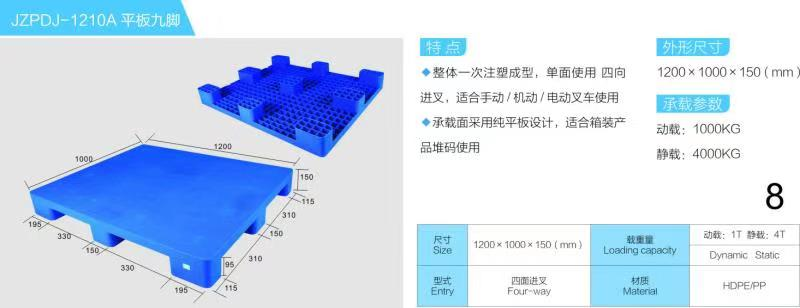 JZPDJ-1210A 平板九脚
特点
◆整体一次注塑成型，单面使用 四向
进叉，适合手动/机动/电动叉车使用
◆承载面采用纯平板设计，适合箱装产
品堆码使用
外形尺寸
1200×1000×150（mm）
承载参数
动载：1000KG
静载：4000KG
8
1000
1200
150
115
310
150
310
115
95
195
330
150
330
195
尺寸
Size
1200×1000×150（mm）
载重量
Loading capacity
动载：1T 静载：4T
Dynamic Static
型式
Entry
四面进叉
Four-way
材质
Material
HDPE/PP